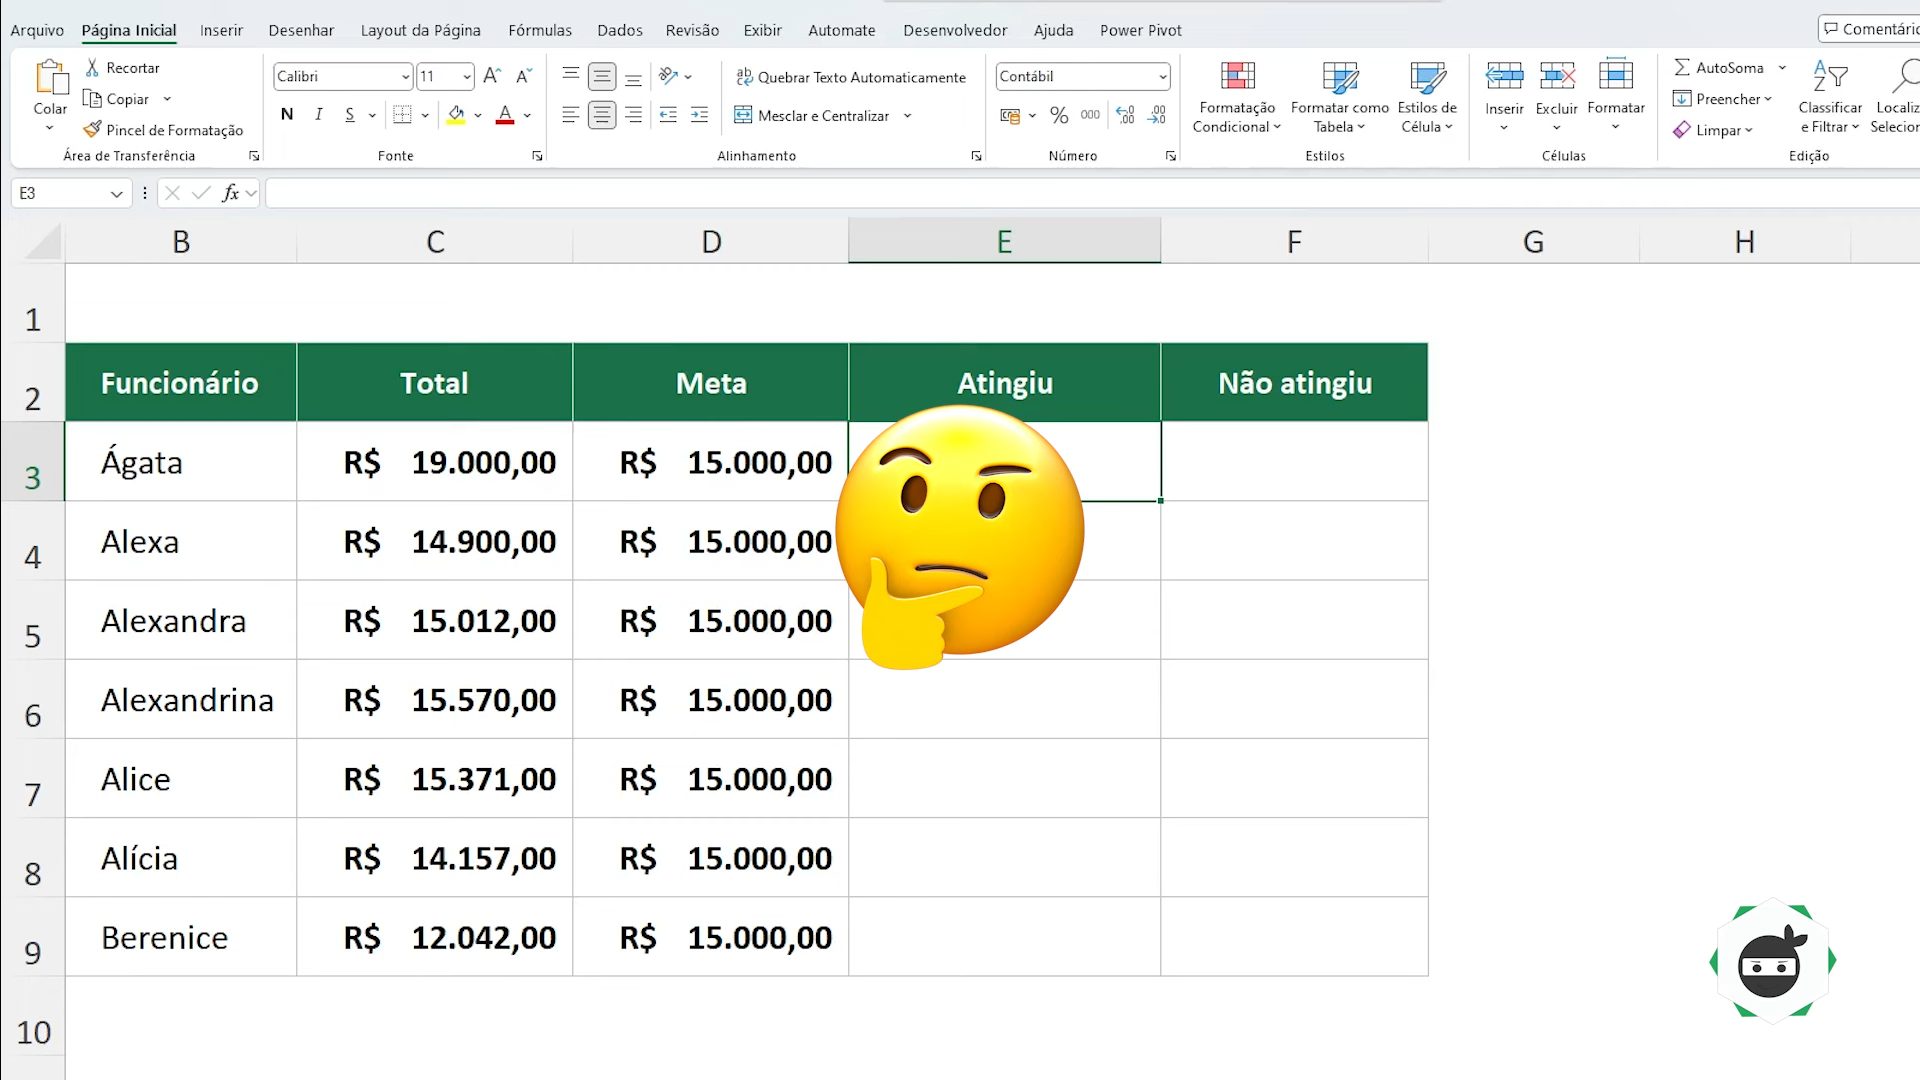 Arquivo Página Inicial Inserir Desenhar Layout da Página Fórmulas Dados Revisão Exibir Automate Desenvolvedor Ajuda Power Pivot
Comentário
Colar
Recortar
Copiar
Pincel de Formatação
Área de Transferência
Calibri 11
N I S
Fonte
Quebrar Texto Automaticamente
Mesclar e Centralizar
Alinhamento
Contábil
% 000
Número
Formatação Condicional
Formatar como Tabela
Estilos de Célula
Estilos
Inserir Excluir Formatar
Células
AutoSoma
Preencher
Limpar
Classificar e Filtrar
Edição
E3 fx
B C D E F G H
1
2 Funcionário Total Meta Atingiu Não atingiu
3 Ágata R$ 19.000,00 R$ 15.000,00
4 Alexa R$ 14.900,00 R$ 15.000,00
5 Alexandra R$ 15.012,00 R$ 15.000,00
6 Alexandrina R$ 15.570,00 R$ 15.000,00
7 Alice R$ 15.371,00 R$ 15.000,00
8 Alícia R$ 14.157,00 R$ 15.000,00
9 Berenice R$ 12.042,00 R$ 15.000,00
10